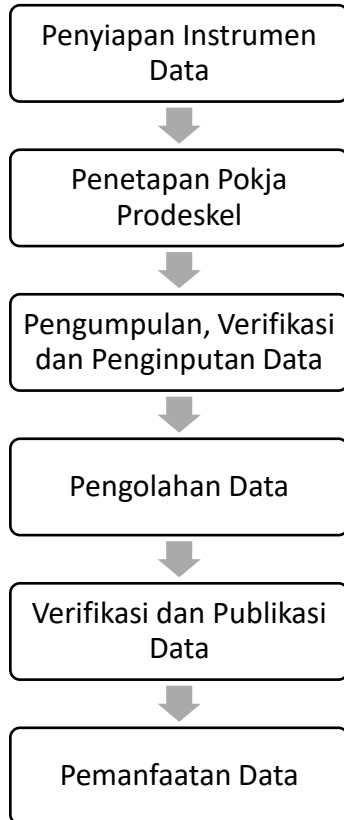 Penyiapan Instrumen
Data
Penetapan Pokja
Prodeskel
Pengumpulan, Verifikasi
dan Penginputan Data
Pengolahan Data
Verifikasi dan Publikasi
Data
Pemanfaatan Data